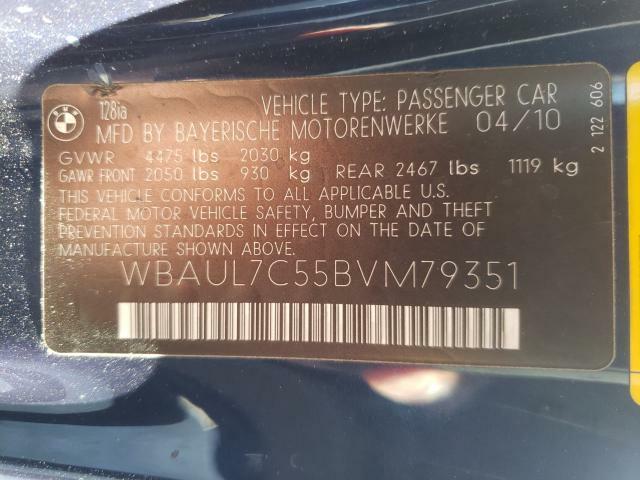 BMW
128ia
VEHICLE TYPE: PASSENGER CAR
MFD BY BAYERISCHE MOTORENWERKE 04/10
GVWR 4475 lbs 2030 kg
GAWR FRONT 2050 lbs 930 kg REAR 2467 lbs 1119 kg
THIS VEHICLE CONFORMS TO ALL APPLICABLE U.S.
FEDERAL MOTOR VEHICLE SAFETY, BUMPER AND THEFT
PREVENTION STANDARDS IN EFFECT ON THE DATE OF
MANUFACTURE SHOWN ABOVE.
WBAUL7C55BVM79351
2 122 606